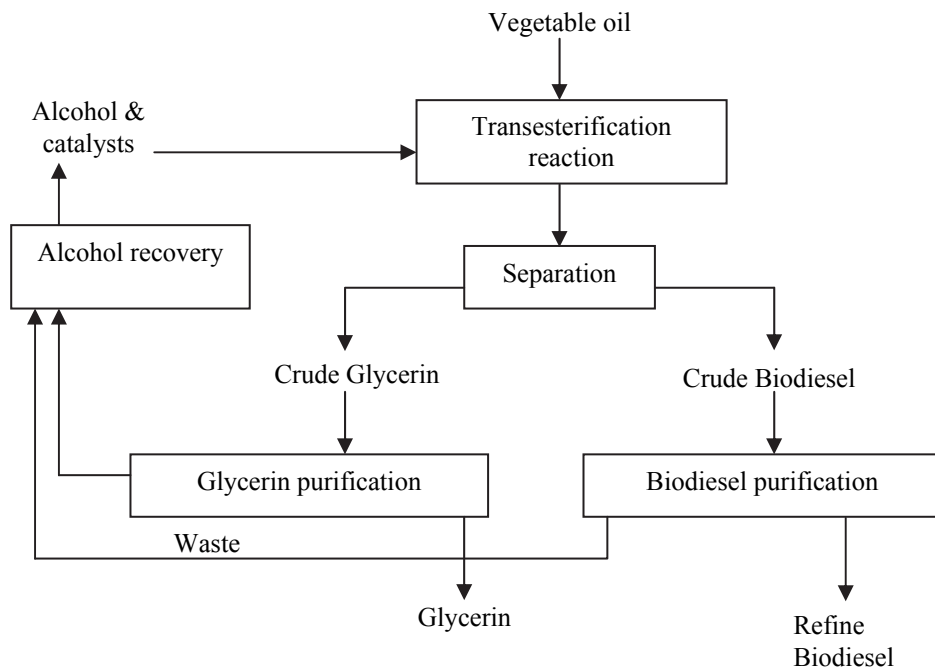 Vegetable oil
Alcohol &
catalysts
Transesterification
reaction
Alcohol recovery
Separation
Crude Glycerin
Crude Biodiesel
Glycerin purification
Biodiesel purification
Waste
Glycerin
Refine
Biodiesel